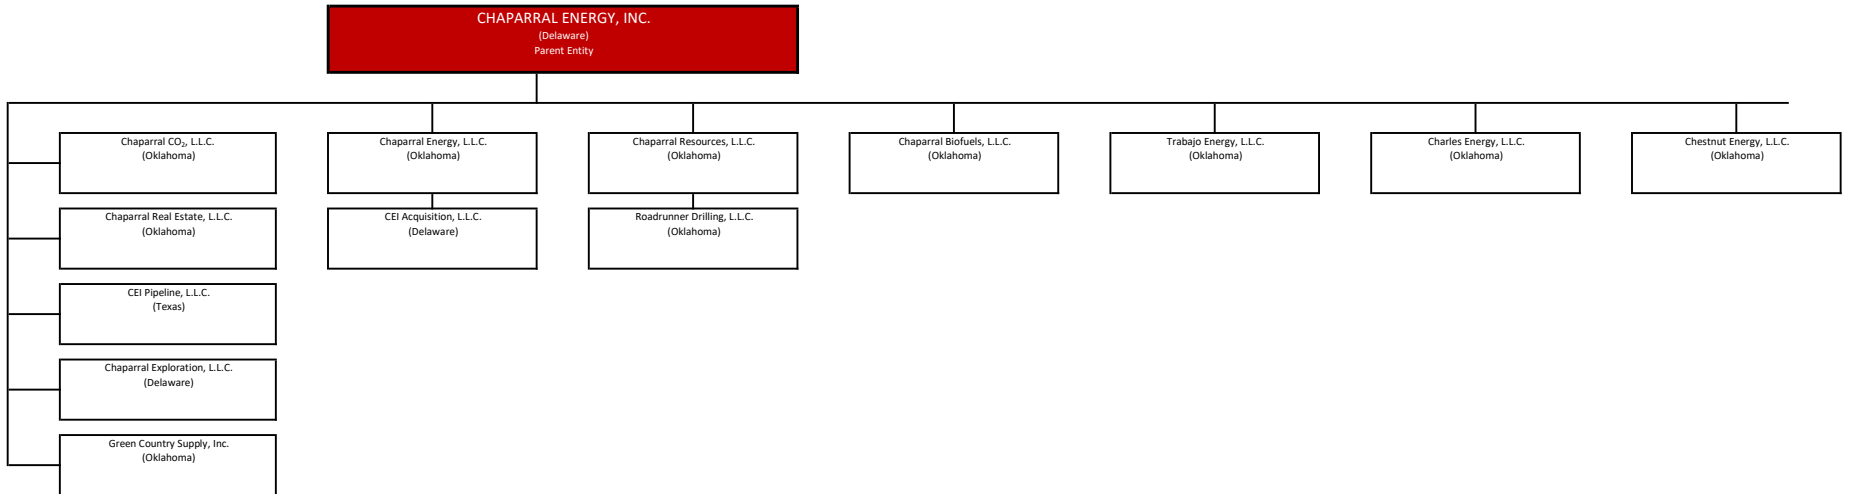 CHAPARRAL ENERGY, INC.
(Delaware)
Parent Entity
Chaparral CO₂, L.L.C.
(Oklahoma)
Chaparral Energy, L.L.C.
(Oklahoma)
Chaparral Resources, L.L.C.
(Oklahoma)
Chaparral Biofuels, L.L.C.
(Oklahoma)
Trabajo Energy, L.L.C.
(Oklahoma)
Charles Energy, L.L.C.
(Oklahoma)
Chestnut Energy, L.L.C.
(Oklahoma)
Chaparral Real Estate, L.L.C.
(Oklahoma)
CEI Acquisition, L.L.C.
(Delaware)
Roadrunner Drilling, L.L.C.
(Oklahoma)
CEI Pipeline, L.L.C.
(Texas)
Chaparral Exploration, L.L.C.
(Delaware)
Green Country Supply, Inc.
(Oklahoma)